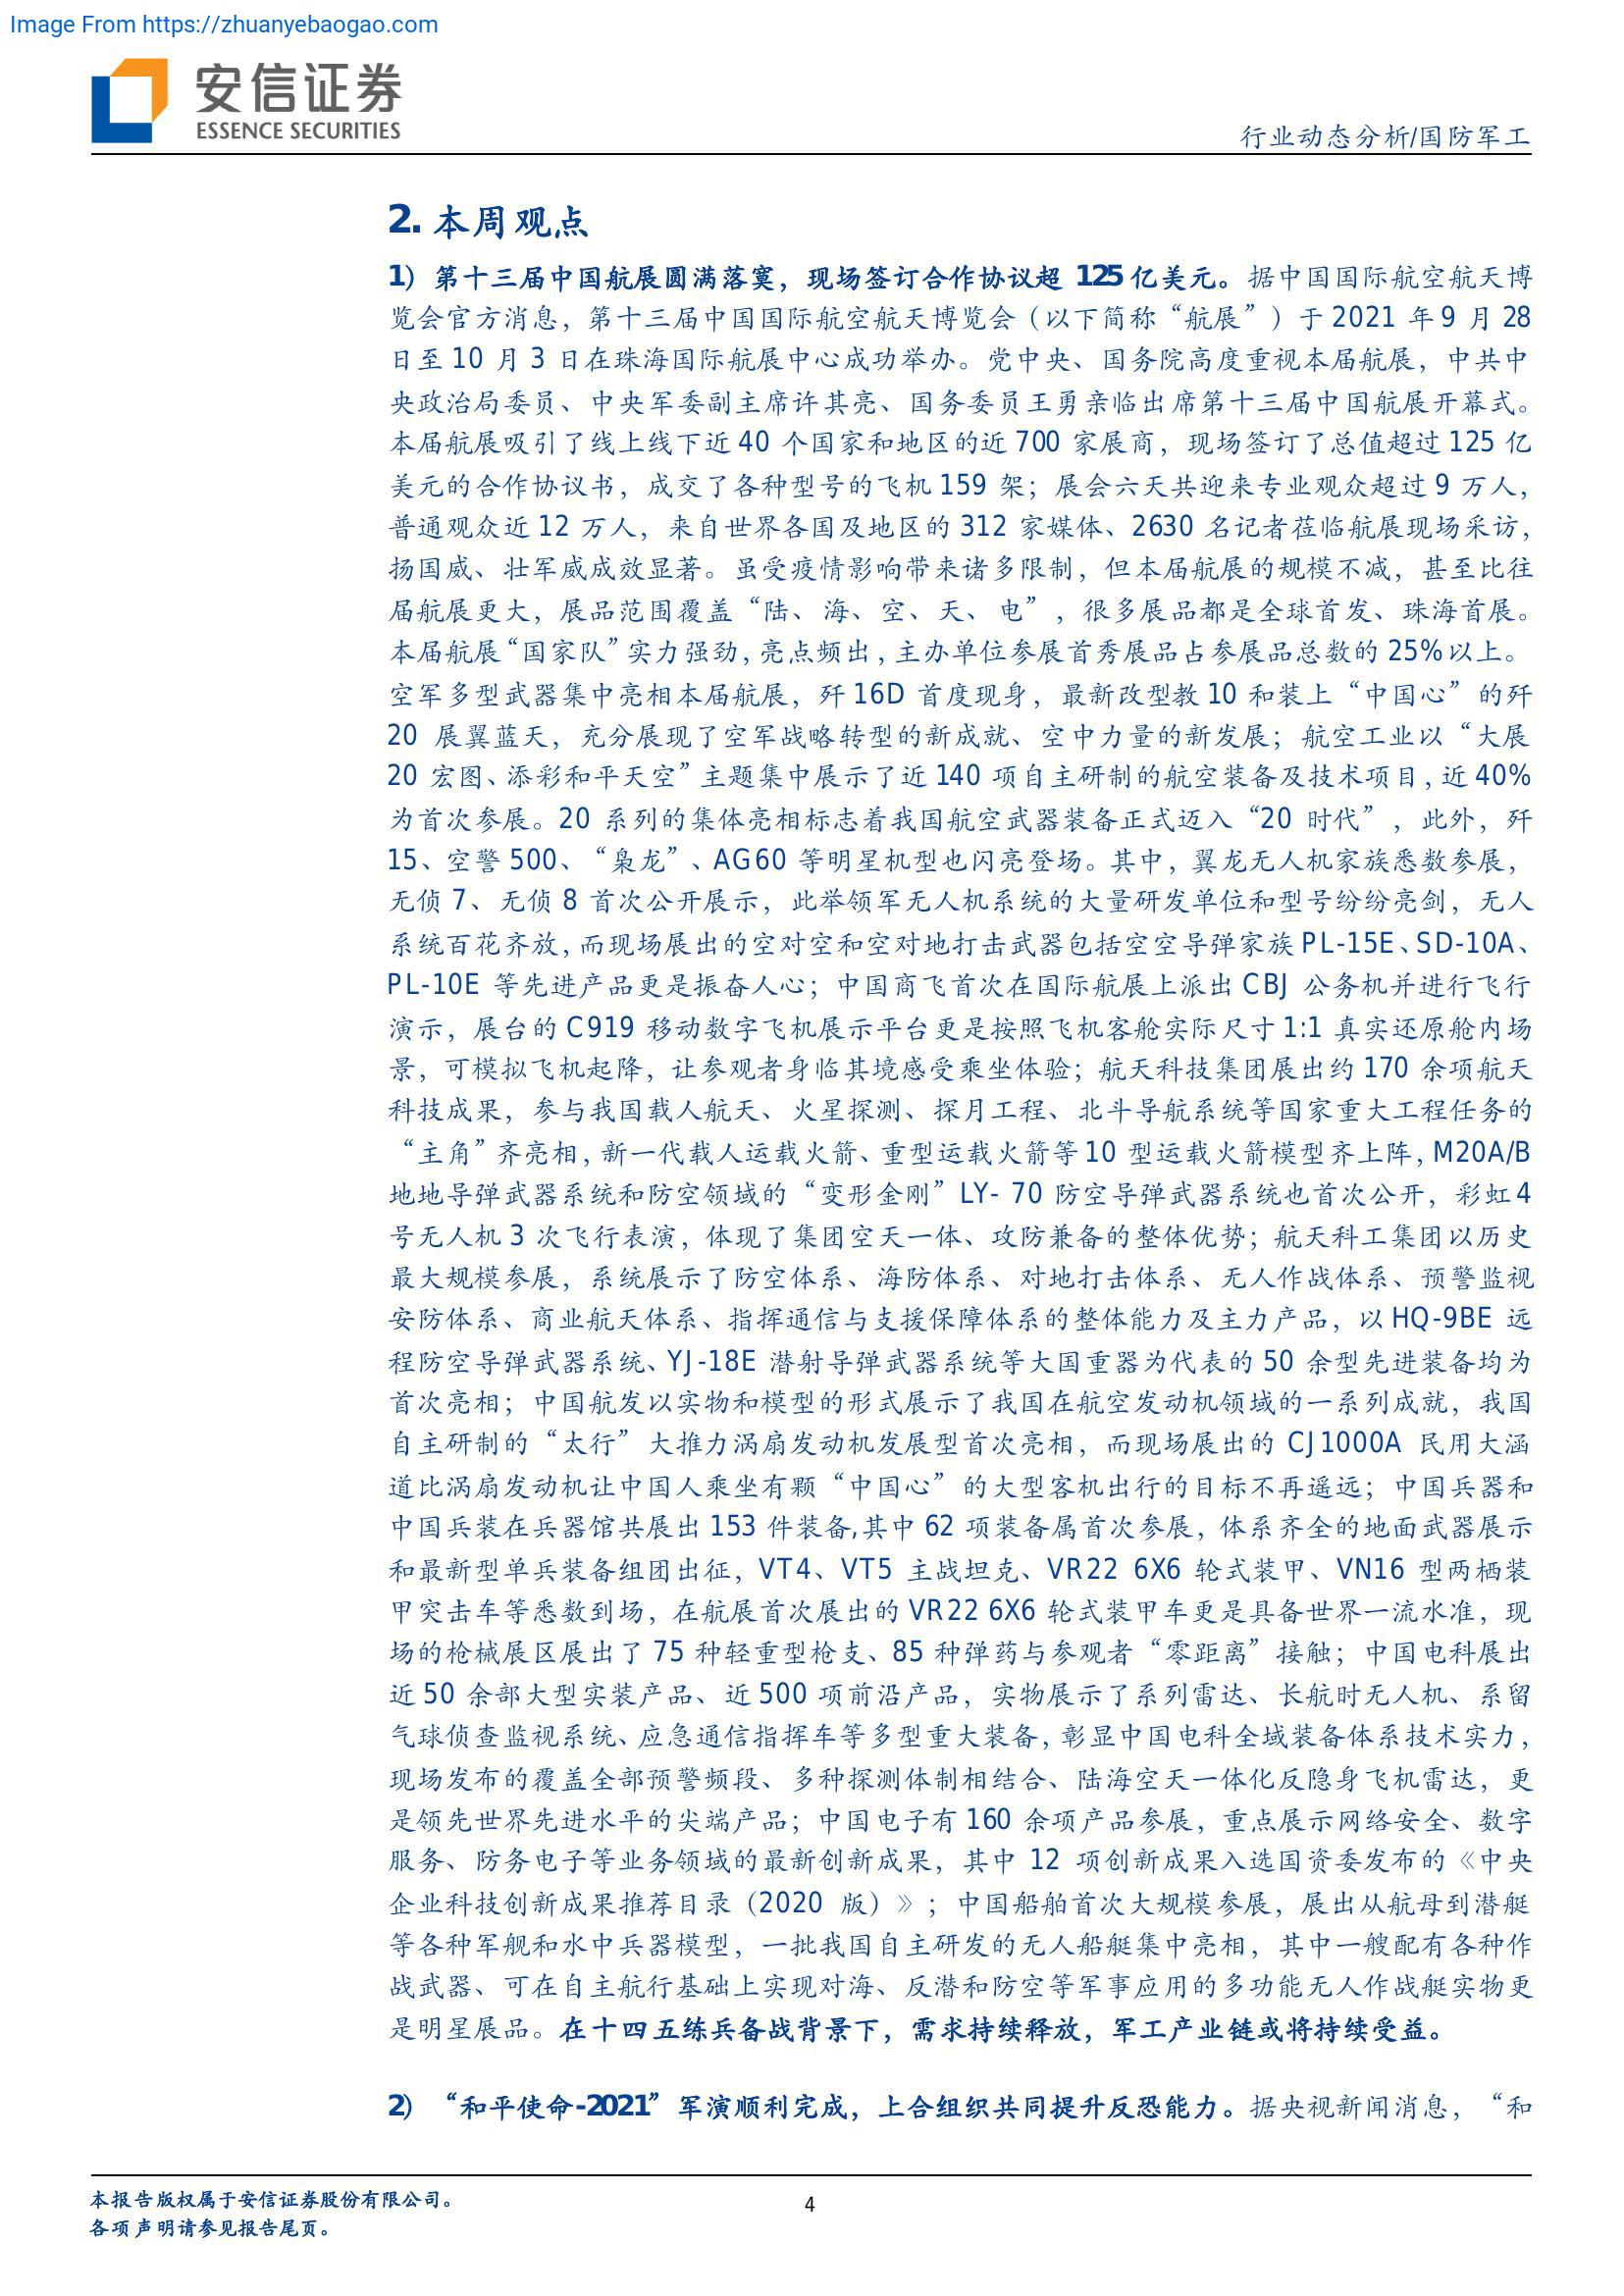 Image From https://zhuanyebaogao.com
安信证券
ESSENCE SECURITIES
行业动态分析/国防军工
2. 本周观点
1）第十三届中国航展圆满落寞，现场签订合作协议超 125 亿美元。据中国国际航空航天博
览会官方消息，第十三届中国国际航空航天博览会（以下简称“航展”）于 2021 年 9 月 28
日至 10 月 3 日在珠海国际航展中心成功举办。党中央、国务院高度重视本届航展，中共中
央政治局委员、中央军委副主席许其亮、国务委员王勇亲临出席第十三届中国航展开幕式。
本届航展吸引了线上线下近 40 个国家和地区的近 700 家展商，现场签订了总值超过 125 亿
美元的合作协议书，成交了各种型号的飞机 159 架；展会六天共迎来专业观众超过 9 万人，
普通观众近 12 万人，来自世界各国及地区的 312 家媒体、2630 名记者莅临航展现场采访，
扬国威、壮军威成效显著。虽受疫情影响带来诸多限制，但本届航展的规模不减，甚至比往
届航展更大，展品范围覆盖“陆、海、空、天、电”，很多展品都是全球首发、珠海首展。
本届航展“国家队”实力强劲，亮点频出，主办单位参展首秀展品占参展品总数的 25%以上。
空军多型武器集中亮相本届航展，歼 16D 首度现身，最新改型教 10 和装上“中国心”的歼
20 展翼蓝天，充分展现了空军战略转型的新成就、空中力量的新发展；航空工业以“大展
20 宏图、添彩和平天空”主题集中展示了近 140 项自主研制的航空装备及技术项目，近 40%
为首次参展。20 系列的集体亮相标志着我国航空武器装备正式迈入“20 时代”，此外，歼
15、空警 500、“枭龙”、AG60 等明星机型也闪亮登场。其中，翼龙无人机家族悉数参展，
无侦 7、无侦 8 首次公开展示，此举领军无人机系统的大量研发单位和型号纷纷亮剑，无人
系统百花齐放，而现场展出的空对空和空对地打击武器包括空空导弹家族 PL-15E、SD-10A、
PL-10E 等先进产品更是振奋人心；中国商飞首次在国际航展上派出 CBJ 公务机并进行飞行
演示，展台的 C919 移动数字飞机展示平台更是按照飞机客舱实际尺寸 1:1 真实还原舱内场
景，可模拟飞机起降，让参观者身临其境感受乘坐体验；航天科技集团展出约 170 余项航天
科技成果，参与我国载人航天、火星探测、探月工程、北斗导航系统等国家重大工程任务的
“主角”齐亮相，新一代载人运载火箭、重型运载火箭等 10 型运载火箭模型齐上阵，M20A/B
地地导弹武器系统和防空领域的“变形金刚”LY- 70 防空导弹武器系统也首次公开，彩虹 4
号无人机 3 次飞行表演，体现了集团空天一体、攻防兼备的整体优势；航天科工集团以历史
最大规模参展，系统展示了防空体系、海防体系、对地打击体系、无人作战体系、预警监视
安防体系、商业航天体系、指挥通信与支援保障体系的整体能力及主力产品，以 HQ-9BE 远
程防空导弹武器系统、YJ-18E 潜射导弹武器系统等大国重器为代表的 50 余型先进装备均为
首次亮相；中国航发以实物和模型的形式展示了我国在航空发动机领域的一系列成就，我国
自主研制的“太行”大推力涡扇发动机发展型首次亮相，而现场展出的 CJ1000A 民用大涵
道比涡扇发动机让中国人乘坐有颗“中国心”的大型客机出行的目标不再遥远；中国兵器和
中国兵装在兵器馆共展出 153 件装备,其中 62 项装备属首次参展，体系齐全的地面武器展示
和最新型单兵装备组团出征，VT4、VT5 主战坦克、VR22 6X6 轮式装甲、VN16 型两栖装
甲突击车等悉数到场，在航展首次展出的 VR22 6X6 轮式装甲车更是具备世界一流水准，现
场的枪械展区展出了 75 种轻重型枪支、85 种弹药与参观者“零距离”接触；中国电科展出
近 50 余部大型实装产品、近 500 项前沿产品，实物展示了系列雷达、长航时无人机、系留
气球侦查监视系统、应急通信指挥车等多型重大装备，彰显中国电科全域装备体系技术实力，
现场发布的覆盖全部预警频段、多种探测体制相结合、陆海空天一体化反隐身飞机雷达，更
是领先世界先进水平的尖端产品；中国电子有 160 余项产品参展，重点展示网络安全、数字
服务、防务电子等业务领域的最新创新成果，其中 12 项创新成果入选国资委发布的《中央
企业科技创新成果推荐目录（2020 版）》；中国船舶首次大规模参展，展出从航母到潜艇
等各种军舰和水中兵器模型，一批我国自主研发的无人船艇集中亮相，其中一艘配有各种作
战武器、可在自主航行基础上实现对海、反潜和防空等军事应用的多功能无人作战艇实物更
是明星展品。在十四五练兵备战背景下，需求持续释放，军工产业链或将持续受益。
2）“和平使命-2021”军演顺利完成，上合组织共同提升反恐能力。据央视新闻消息，“和
本报告版权属于安信证券股份有限公司。
各项声明请参见报告尾页。
4